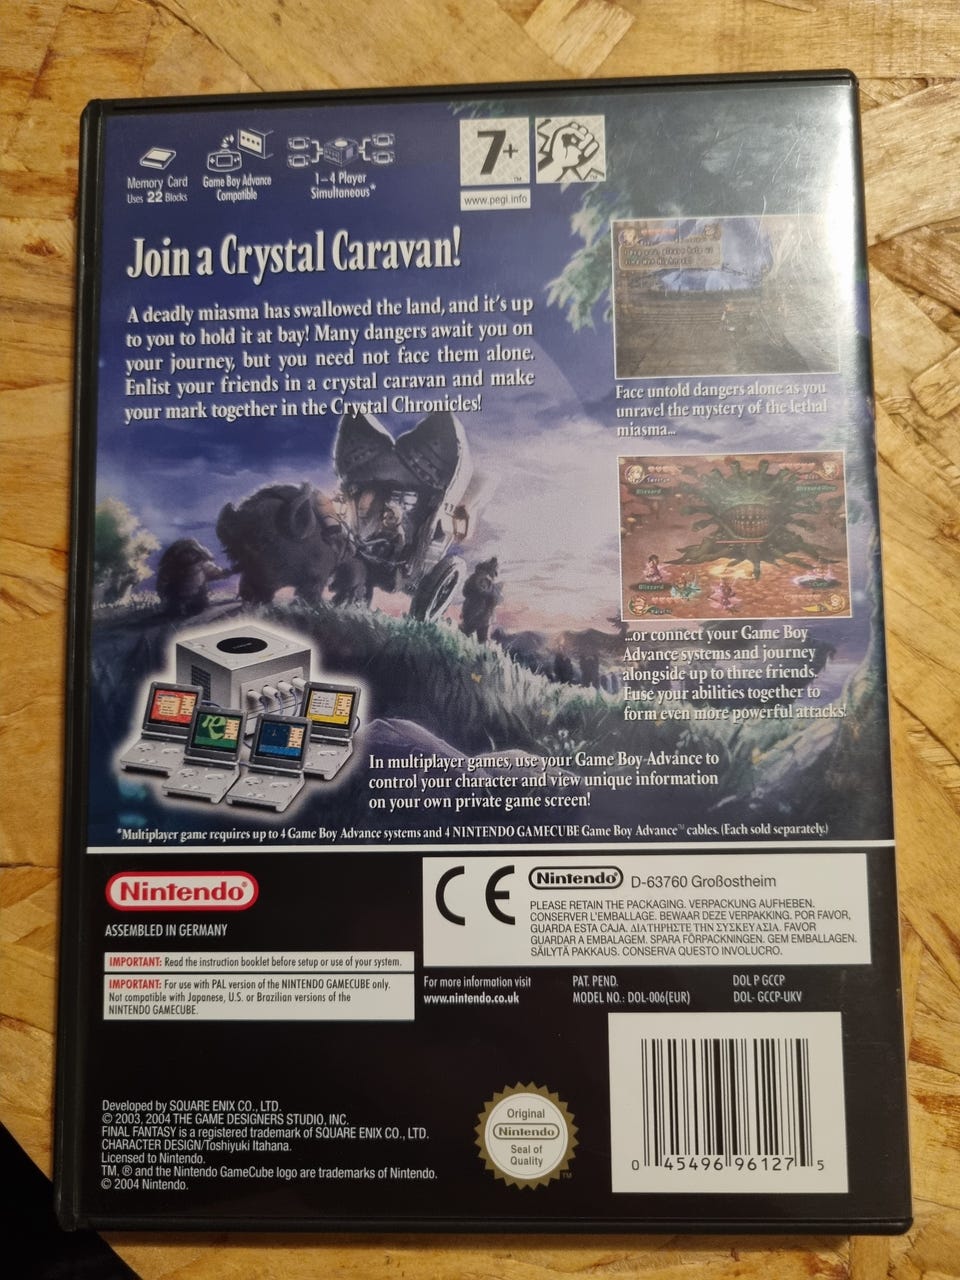 7+
™
www.pegi.info
Memory Card
Uses 22 Blocks
Game Boy Advance
Compatible
1–4 Player
Simultaneous*
Join a Crystal Caravan!
A deadly miasma has swallowed the land, and it's up
to you to hold it at bay! Many dangers await you on
your journey, but you need not face them alone.
Enlist your friends in a crystal caravan and make
your mark together in the Crystal Chronicles!
Face untold dangers alone as you
unravel the mystery of the lethal
miasma...
Blizzard
Blizzard
...or connect your Game Boy
Advance systems and journey
alongside up to three friends.
Fuse your abilities together to
form even more powerful attacks!
In multiplayer games, use your Game Boy Advance to
control your character and view unique information
on your own private game screen!
*Multiplayer game requires up to 4 Game Boy Advance systems and 4 NINTENDO GAMECUBE Game Boy Advance™ cables. (Each sold separately.)
Nintendo®
ASSEMBLED IN GERMANY
IMPORTANT: Read the instruction booklet before setup or use of your system.
IMPORTANT: For use with PAL version of the NINTENDO GAMECUBE only.
Not compatible with Japanese, U.S. or Brazilian versions of the
NINTENDO GAMECUBE.
CE
Nintendo® D-63760 Großostheim
PLEASE RETAIN THE PACKAGING. VERPACKUNG AUFHEBEN.
CONSERVER L'EMBALLAGE. BEWAAR DEZE VERPAKKING. POR FAVOR,
GUARDA ESTA CAJA. ΔΙΑΤΗΡΗΣΤΕ ΤΗΝ ΣΥΣΚΕΥΑΣΙΑ. FAVOR
GUARDAR A EMBALAGEM. SPARA FÖRPACKNINGEN. GEM EMBALLAGEN.
SÄILYTÄ PAKKAUS. CONSERVA QUESTO INVOLUCRO.
For more information visit
www.nintendo.co.uk
PAT. PEND.
MODEL NO.: DOL-006(EUR)
DOL P GCCP
DOL- GCCP-UKV
Developed by SQUARE ENIX CO., LTD.
© 2003, 2004 THE GAME DESIGNERS STUDIO, INC.
FINAL FANTASY is a registered trademark of SQUARE ENIX CO., LTD.
CHARACTER DESIGN/Toshiyuki Itahana.
Licensed to Nintendo.
TM, ® and the Nintendo GameCube logo are trademarks of Nintendo.
© 2004 Nintendo.
Original
Nintendo
Seal of
Quality
TM
0 45496 96127 5